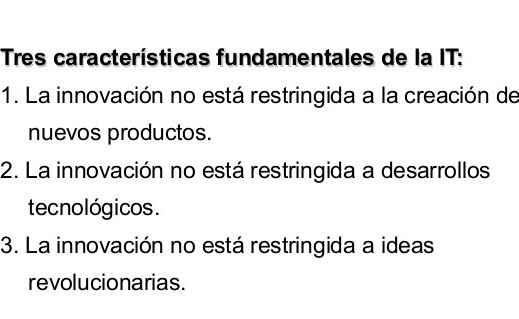 Tres características fundamentales de la IT:
1. La innovación no está restringida a la creación de
nuevos productos.
2. La innovación no está restringida a desarrollos
tecnológicos.
3. La innovación no está restringida a ideas
revolucionarias.